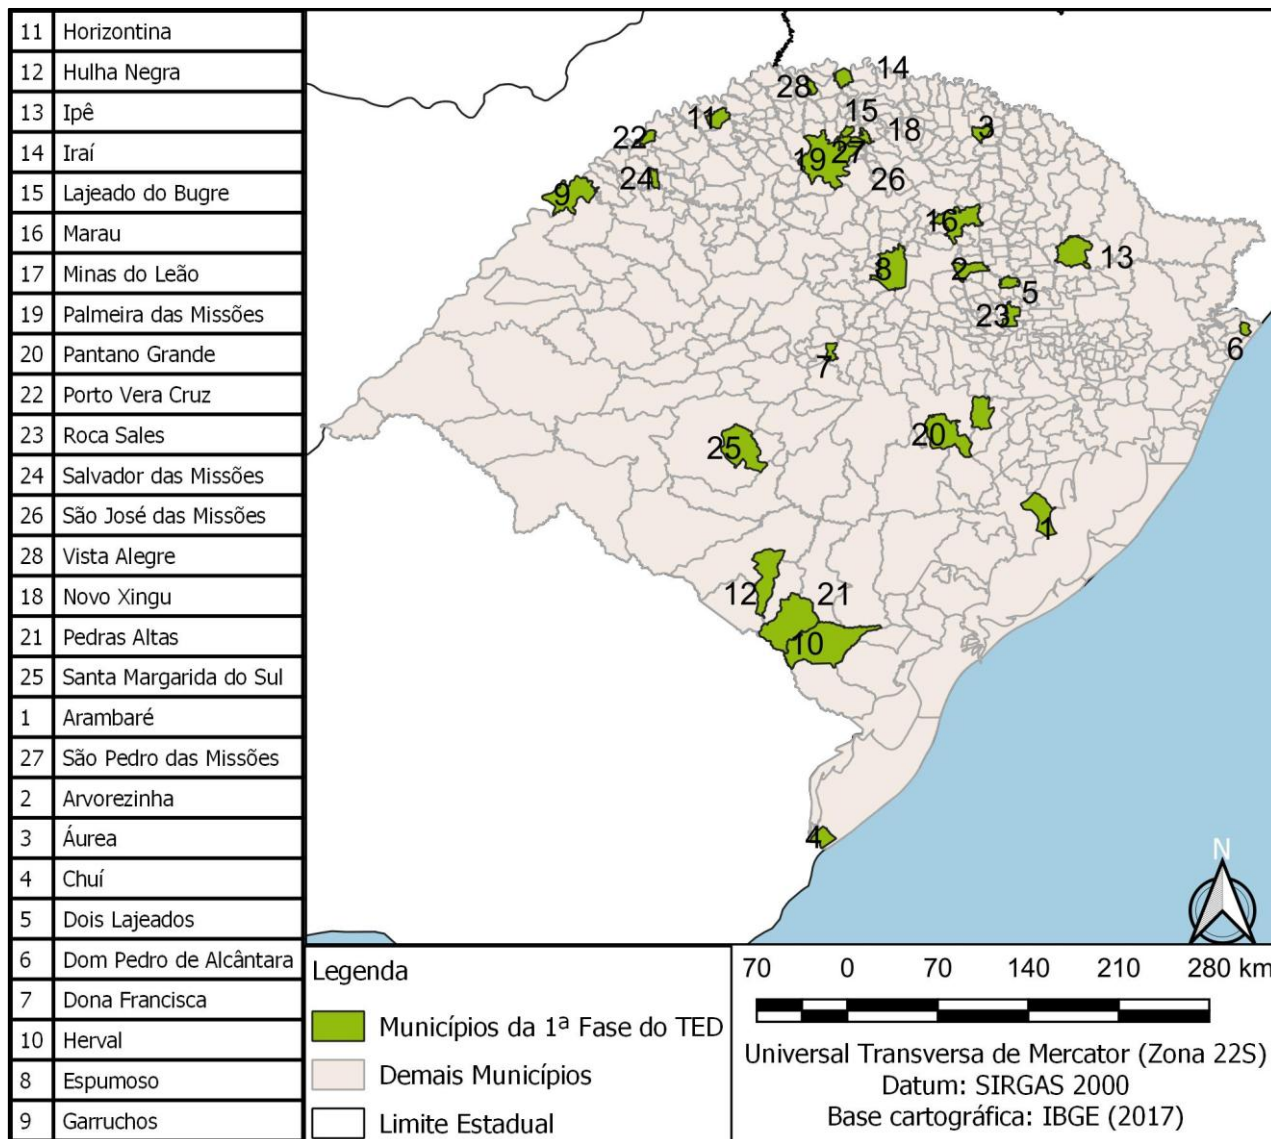 11 Horizontina
12 Hulha Negra
13 Ipê
14 Iraí
15 Lajeado do Bugre
16 Marau
17 Minas do Leão
19 Palmeira das Missões
20 Pantano Grande
22 Porto Vera Cruz
23 Roca Sales
24 Salvador das Missões
26 São José das Missões
28 Vista Alegre
18 Novo Xingu
21 Pedras Altas
25 Santa Margarida do Sul
1 Arambaré
27 São Pedro das Missões
2 Arvorezinha
3 Áurea
4 Chuí
5 Dois Lajeados
6 Dom Pedro de Alcântara
7 Dona Francisca
10 Herval
8 Espumoso
9 Garruchos
14
28
11
15
18
3
22
27
19
24
26
9
16
13
8
2
5
23
6
7
20
25
1
12
21
10
4
N
Legenda
Municípios da 1ª Fase do TED
Demais Municípios
Limite Estadual
70 0 70 140 210 280 km
Universal Transversa de Mercator (Zona 22S)
Datum: SIRGAS 2000
Base cartográfica: IBGE (2017)